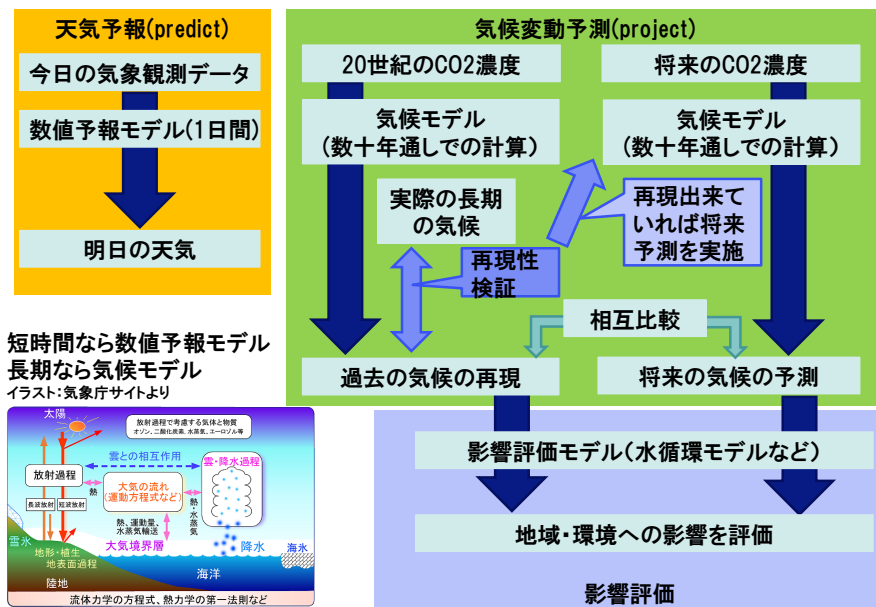 天気予報(predict)
今日の気象観測データ
数値予報モデル(1日間)
明日の天気
気候変動予測(project)
20世紀のCO2濃度
将来のCO2濃度
気候モデル
(数十年通しでの計算)
気候モデル
(数十年通しでの計算)
実際の長期
の気候
再現出来て
いれば将来
予測を実施
再現性
検証
相互比較
過去の気候の再現
将来の気候の予測
影響評価モデル(水循環モデルなど)
地域・環境への影響を評価
影響評価
短時間なら数値予報モデル
長期なら気候モデル
イラスト:気象庁サイトより
太陽
放射過程で考慮する気体と物質
オゾン、二酸化炭素、水蒸気、エーロゾル等
雲との相互作用
雲・降水過程
放射過程
熱
大気の流れ
(運動方程式など)
熱・水蒸気
長波放射
短波放射
熱、運動量、
水蒸気輸送
雪氷
地形・植生
地表面過程
大気境界層
降水
海氷
陸地
海洋
流体力学の方程式、熱力学の第一法則など